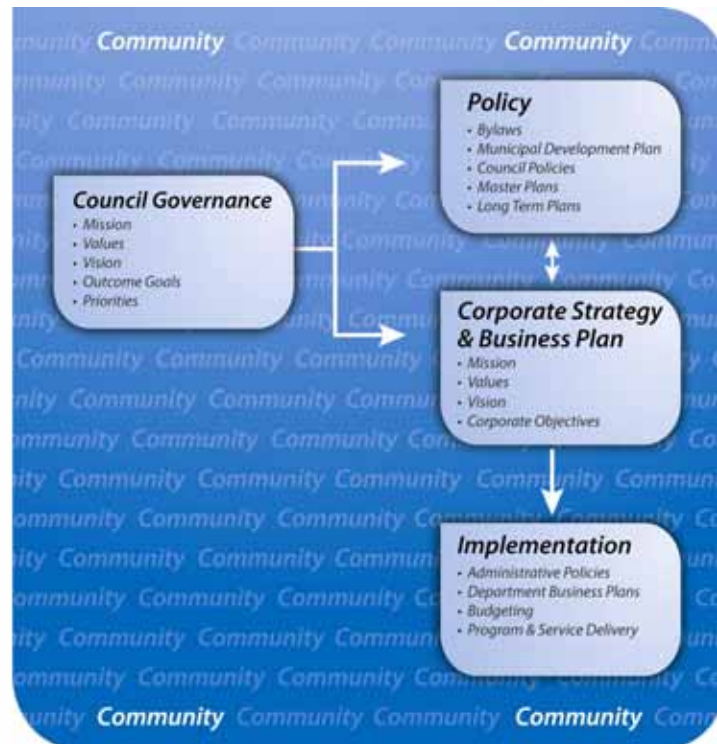 Community Community
Policy
• Bylaws
• Municipal Development Plan
• Council Policies
• Master Plans
• Long Term Plans
Council Governance
• Mission
• Values
• Vision
• Outcome Goals
• Priorities
Corporate Strategy
& Business Plan
• Mission
• Values
• Vision
• Corporate Objectives
Implementation
• Administrative Policies
• Department Business Plans
• Budgeting
• Program & Service Delivery
Community Community